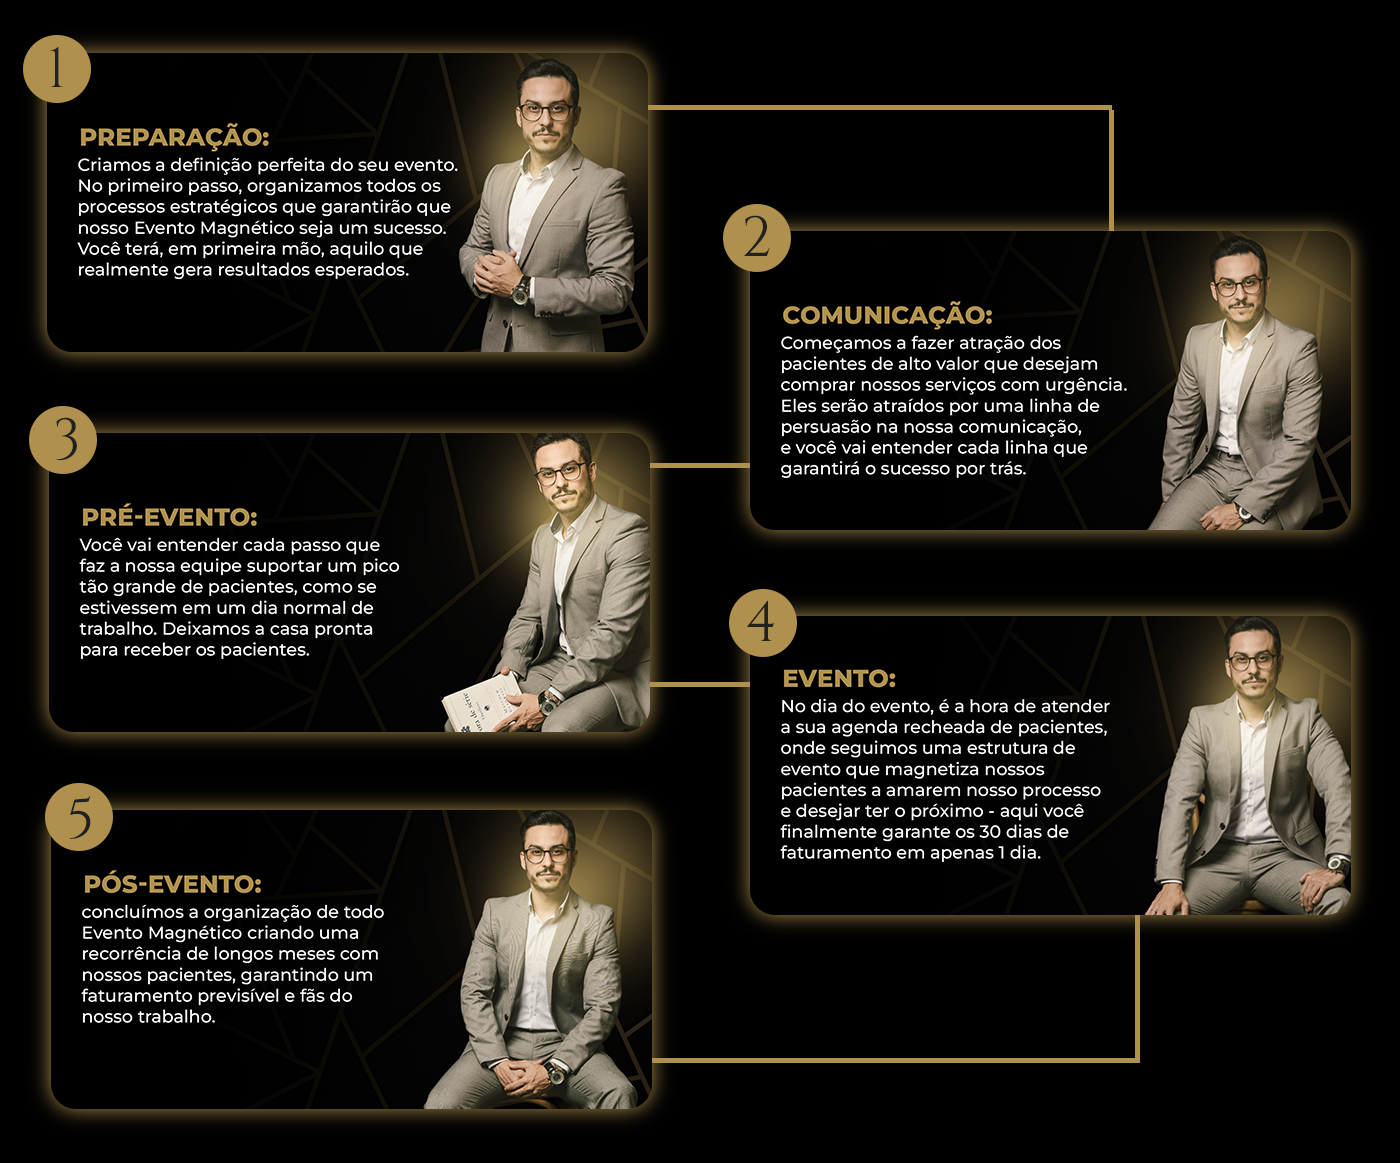 1
PREPARAÇÃO:
Criamos a definição perfeita do seu evento.
No primeiro passo, organizamos todos os
processos estratégicos que garantirão que
nosso Evento Magnético seja um sucesso.
Você terá, em primeira mão, aquilo que
realmente gera resultados esperados.
2
COMUNICAÇÃO:
Começamos a fazer atração dos
pacientes de alto valor que desejam
comprar nossos serviços com urgência.
Eles serão atraídos por uma linha de
persuasão na nossa comunicação,
e você vai entender cada linha que
garantirá o sucesso por trás.
3
PRÉ-EVENTO:
Você vai entender cada passo que
faz a nossa equipe suportar um pico
tão grande de pacientes, como se
estivessem em um dia normal de
trabalho. Deixamos a casa pronta
para receber os pacientes.
4
EVENTO:
No dia do evento, é a hora de atender
a sua agenda recheada de pacientes,
onde seguimos uma estrutura de
evento que magnetiza nossos
pacientes a amarem nosso processo
e desejar ter o próximo - aqui você
finalmente garante os 30 dias de
faturamento em apenas 1 dia.
5
PÓS-EVENTO:
concluímos a organização de todo
Evento Magnético criando uma
recorrência de longos meses com
nossos pacientes, garantindo um
faturamento previsível e fãs do
nosso trabalho.